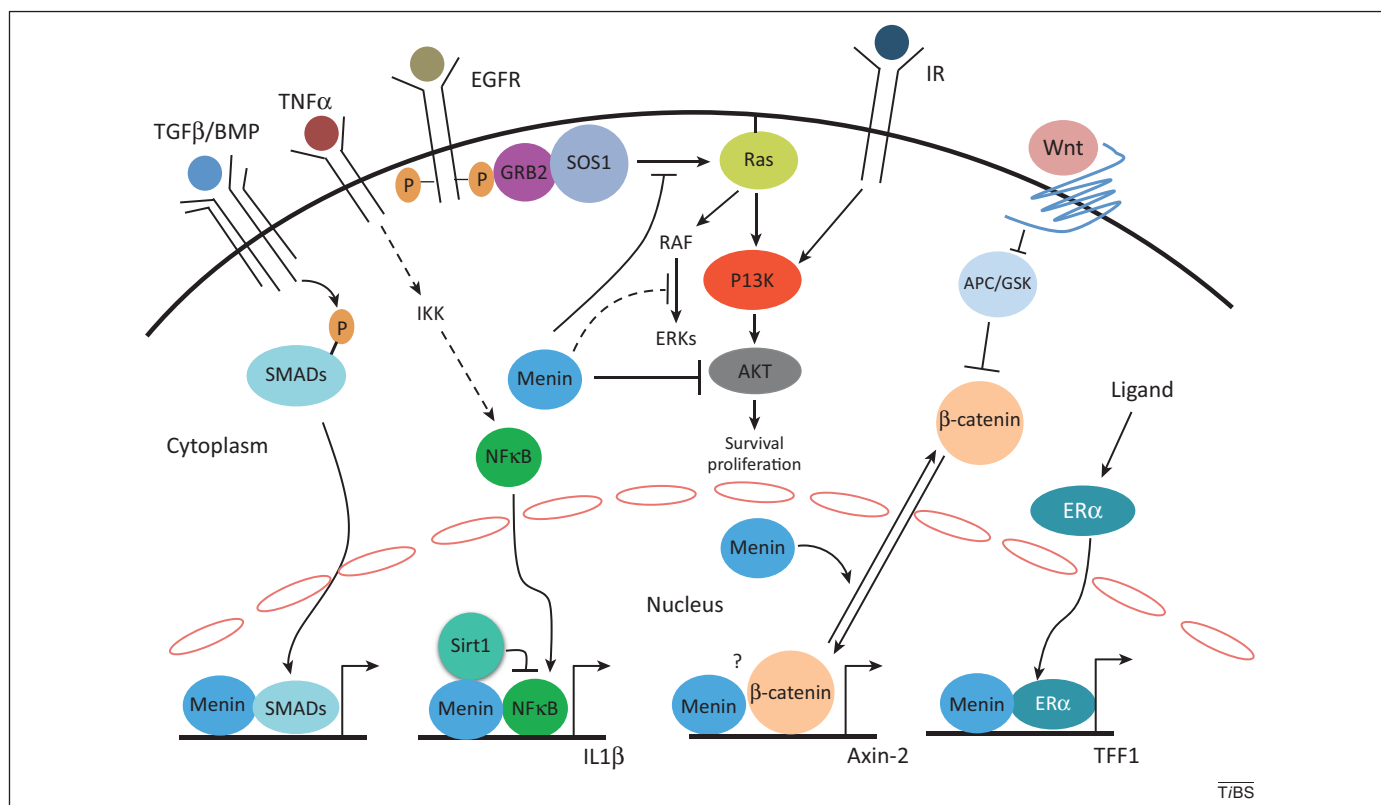 EGFR
IR
TNFα
TGFβ/BMP
Wnt
SOS1
GRB2
Ras
P
P
RAF
P13K
APC/GSK
IKK
P
ERKs
SMADs
Menin
AKT
Ligand
β-catenin
Cytoplasm
Survival
proliferation
NFκB
ERα
Menin
Nucleus
Sirt1
?
Menin
SMADs
Menin
NFκB
Menin
β-catenin
Menin
ERα
IL1β
Axin-2
TFF1
TiBS